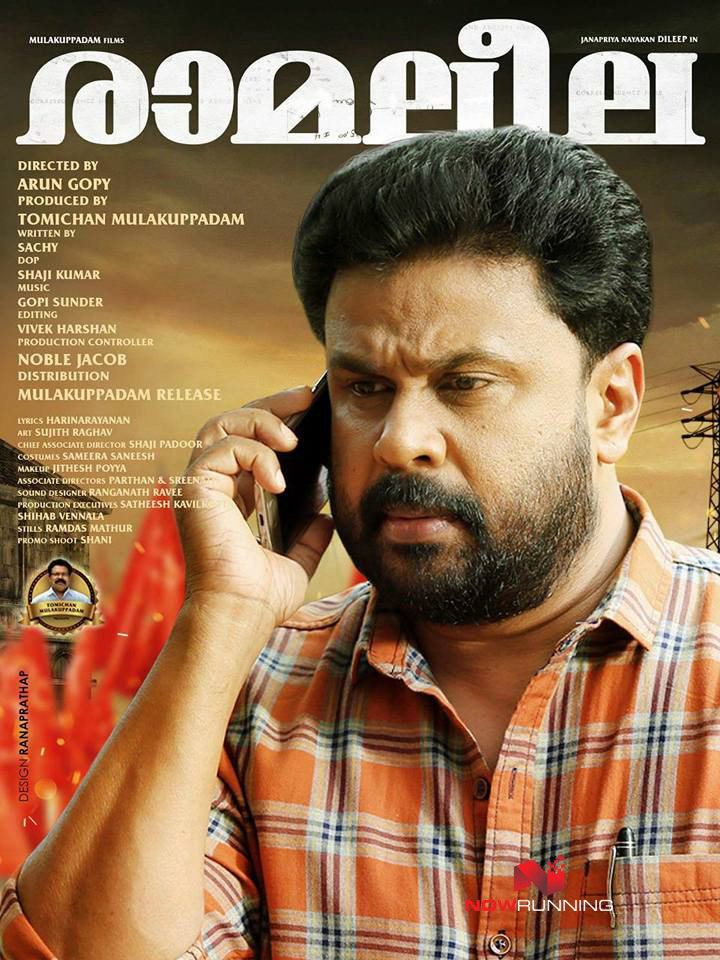 MULAKUPPADAM FILMS
JANAPRIYA NAYAKAN DILEEP IN
രാമലീല
DIRECTED BY
ARUN GOPY
PRODUCED BY
TOMICHAN MULAKUPPADAM
WRITTEN BY
SACHY
DOP
SHAJI KUMAR
MUSIC
GOPI SUNDER
EDITING
VIVEK HARSHAN
PRODUCTION CONTROLLER
NOBLE JACOB
DISTRIBUTION
MULAKUPPADAM RELEASE
LYRICS HARINARAYANAN
ART SUJITH RAGHAV
CHIEF ASSOCIATE DIRECTOR SHAJI PADOOR
COSTUMES SAMEERA SANEESH
MAKEUP JITHESH POYYA
ASSOCIATE DIRECTORS PARTHAN &
SOUND DESIGNER RANGANATH RAVEE
PRODUCTION EXECUTIVES SATHEESH
SHIHAB VENNALA
STILLS RAMDAS MATHUR
PROMO SHOOT SHANI
TOMICHAN
MULAKUPPADAM
DESIGN RANAPRATHAP
NOWRUNNING